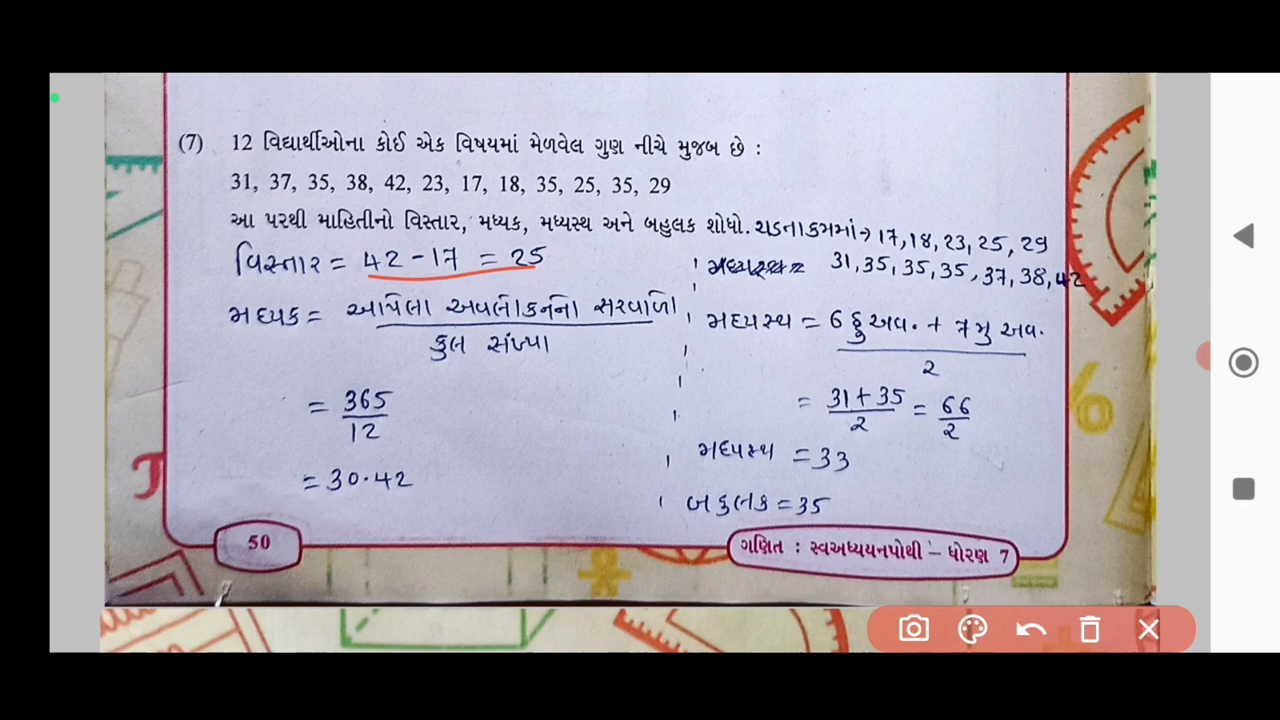 (7) 12 વિદ્યાર્થીઓના કોઈ એક વિષયમાં મેળવેલ ગુણ નીચે મુજબ છે :
31, 37, 35, 38, 42, 23, 17, 18, 35, 25, 35, 29
આ પરથી માહિતીનો વિસ્તાર, મધ્યક, મધ્યસ્થ અને બહુલક શોધો.
વિસ્તાર = 42 - 17 = 25
મધ્યક = આપેલા અવલોકનનો સરવાળો
કુલ સંખ્યા
= 365
12
= 30.42
ચડતાક્રમમાં → 17, 18, 23, 25, 29
31, 35, 35, 35, 37, 38, 42
મધ્યસ્થ = 6 ઠ્ઠુ અવ. + 7 મુ અવ.
2
= 31 + 35 = 66
2 2
મધ્યસ્થ = 33
બહુલક = 35
50
ગણિત : સ્વઅધ્યયનપોથી – ધોરણ 7